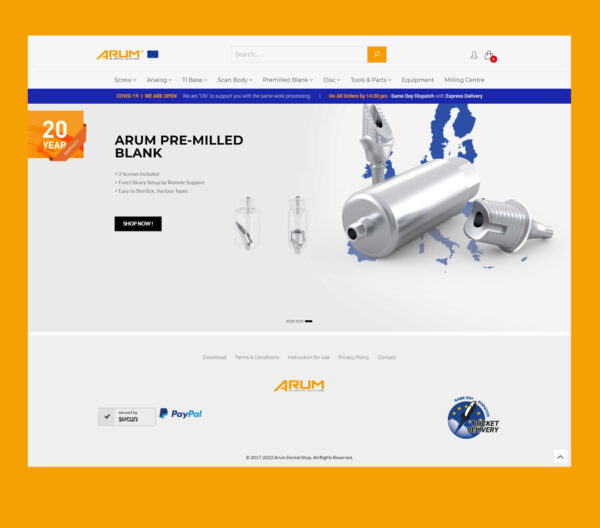 ARUM
Search...
0
Screw Analog TI Base Scan Body Premilled Blank Disc Tools & Parts Equipment Milling Centre
COVID-19 I WE ARE OPEN We are "ON" to support you with the same work processing. | On All Orders by 14:30 pm - Same Day Dispatch with Express Delivery
20
YEAR
ARUM PRE-MILLED
BLANK
+ 2 Screws Included
+ Free Library Setup by Remote Support
+ Easy to Sterilize, Various Types
SHOP NOW !
Download Terms & Conditions Instruction for Use Privacy Policy Contact
ARUM
secured by
sucuri
PayPal
SAME DAY DISPATCH
ROCKET
DELIVERY
© 2017-2022 Arum Dental Shop. All Rights Reserved.